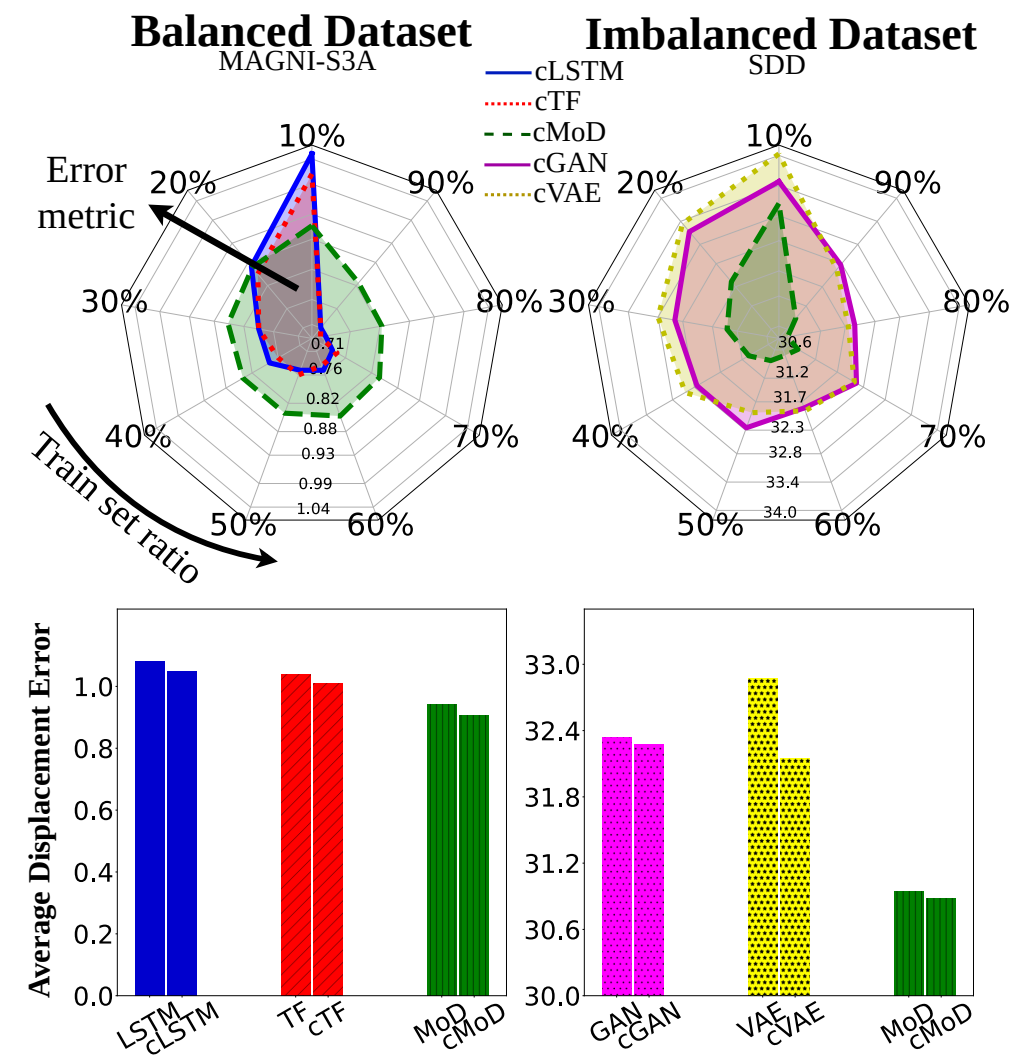 Balanced Dataset
MAGNI-S3A
Imbalanced Dataset
SDD
cLSTM
cTF
cMoD
cGAN
cVAE
Error
metric
Train set ratio
10%
20%
30%
40%
50%
60%
70%
80%
90%
0.71
0.76
0.82
0.88
0.93
0.99
1.04
10%
20%
30%
40%
50%
60%
70%
80%
90%
30.6
31.2
31.7
32.3
32.8
33.4
34.0
Average Displacement Error
1.0
0.8
0.6
0.4
0.2
0.0
LSTM
cLSTM
TF
cTF
MoD
cMoD
33.0
32.4
31.8
31.2
30.6
30.0
GAN
cGAN
VAE
cVAE
MoD
cMoD